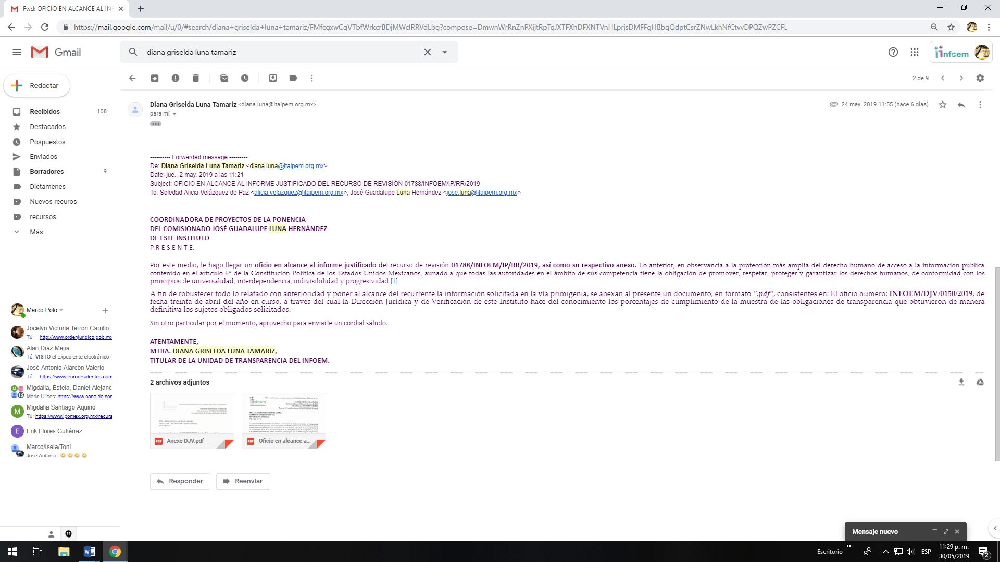 Fwd: OFICIO EN ALCANCE AL INF
https://mail.google.com/mail/u/0/#search/diana+griselda+luna+tamariz/FMfcgxwCgVTbfWrkcrBDjMWclRRVdLbg?compose=DmwnWrRnZnPXjjtRpTqJXTFXhDFXNTVnHLprjsDMFFgHBbqQdptCsrZNwLkhNfCtvvDPQZwPZCFL
Gmail
diana griselda luna tamariz
infoem
2 de 9
Redactar
Recibidos 108
Destacados
Pospuestos
Enviados
Borradores 9
Dictamenes
Nuevos recuros
recursos
Más
Diana Griselda Luna Tamariz <diana.luna@itaipem.org.mx>
24 may. 2019 11:55 (hace 6 días)
para mí
---------- Forwarded message ---------
De: Diana Griselda Luna Tamariz <diana.luna@itaipem.org.mx>
Date: jue., 2 may. 2019 a las 11:21
Subject: OFICIO EN ALCANCE AL INFORME JUSTIFICADO DEL RECURSO DE REVISIÓN 01788/INFOEM/IP/RR/2019
To: Soledad Alicia Velázquez de Paz <alicia.velazquez@itaipem.org.mx>, José Guadalupe Luna Hernández <jose.luna@itaipem.org.mx>
COORDINADORA DE PROYECTOS DE LA PONENCIA
DEL COMISIONADO JOSÉ GUADALUPE LUNA HERNÁNDEZ
DE ESTE INSTITUTO
P R E S E N T E.
Por este medio, le hago llegar un oficio en alcance al informe justificado del recurso de revisión 01788/INFOEM/IP/RR/2019, así como su respectivo anexo. Lo anterior, en observancia a la protección más amplia del derecho humano de acceso a la información pública
contenido en el artículo 6° de la Constitución Política de los Estados Unidos Mexicanos, aunado a que todas las autoridades en el ámbito de sus competencia tiene la obligación de promover, respetar, proteger y garantizar los derechos humanos, de conformidad con los
principios de universalidad, interdependencia, indivisibilidad y progresividad.[1]
A fin de robustecer todo lo relatado con anterioridad y poner al alcance del recurrente la información solicitada en la vía primigenia, se anexan al presente un documento, en formato ".pdf", consistentes en: El oficio número: INFOEM/DJV/0150/2019, de
fecha treinta de abril del año en curso, a través del cual la Dirección Jurídica y de Verificación de este Instituto hace del conocimiento los porcentajes de cumplimiento de la muestra de las obligaciones de transparencia que obtuvieron de manera
definitiva los sujetos obligados solicitados.
Sin otro particular por el momento, aprovecho para enviarle un cordial saludo.
ATENTAMENTE,
MTRA. DIANA GRISELDA LUNA TAMARIZ,
TITULAR DE LA UNIDAD DE TRANSPARENCIA DEL INFOEM.
2 archivos adjuntos
infoem
PDF Anexo DJV.pdf
PDF Oficio en alcance a...
Responder
Reenviar
Marco Polo
Jocelyn Victoria Terrón Carrillo
Tú: http://www.ordenjuridico.gob.mx
Alan Diaz Mejia
Tú: VISTO el expediente electrónico f
José Antonio Alarcón Valerio
Tú: https://www.euroresidentes.com
M E 13
Migdalia, Estela, Daniel Alejand
Mario Ulises: https://www.canaldelcon
M
Migdalia Santiago Aquino
Tú: https://www.ipomex.org.mx/recurs
E
Erik Flores Gutiérrez
Marco/Isela/Toni
José Antonio:
Mensaje nuevo
Escritorio
ESP
11:29 p. m.
30/05/2019
2